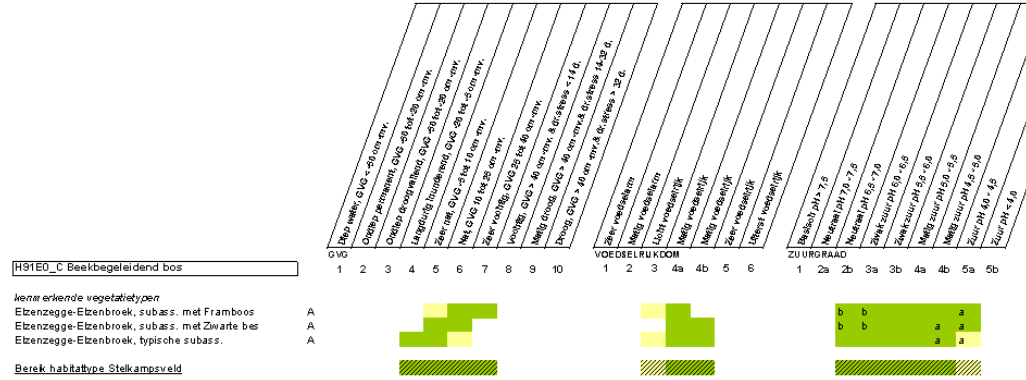 Diep water, GVG < -50 cm -mv.
Ondiep permanent, GVG -50 tot -20 cm -mv.
Ondiep droogvallend, GVG -50 tot -20 cm -mv.
Langdurig inunderend, GVG -20 tot -5 cm -mv.
Zeer nat, GVG -5 tot 10 cm -mv.
Nat, GVG 10 tot 25 cm -mv.
Zeer vochtig, GVG 25 tot 40 cm -mv.
Vochtig, GVG > 40 cm -mv. & dr.stress < 14 d.
Matig droog, GVG > 40 cm -mv.& dr.stress 14-32 d.
Droog, GVG > 40 cm -mv.& dr.stress > 32 d.
Zeer voedselarm
Matig voedselarm
Licht voedselrijk
Matig voedselrijk
Matig voedselrijk
Zeer voedselrijk
Uiterst voedselrijk
Basisch pH > 7,5
Neutraal pH 7,0 - 7,5
Neutraal pH 6,5 - 7,0
Zwak zuur pH 6,0 - 6,5
Zwak zuur pH 5,5 - 6,0
Matig zuur pH 5,0 - 5,5
Matig zuur pH 4,5 - 5,0
Zuur pH 4,0 - 4,5
Zuur pH < 4,0
GVG VOEDSELRIJKDOM ZUURGRAAD
H91E0_C Beekbegeleidend bos 1 2 3 4 5 6 7 8 9 10 1 2 3 4a 4b 5 6 1 2a 2b 3a 3b 4a 4b 5a 5b
kenmerkende vegetatietypen
Elzenzegge-Elzenbroek, subass. met Framboos A b b a
Elzenzegge-Elzenbroek, subass. met Zwarte bes A b b a a
Elzenzegge-Elzenbroek, typische subass. A a a
Bereik habitattype Stelkampsveld